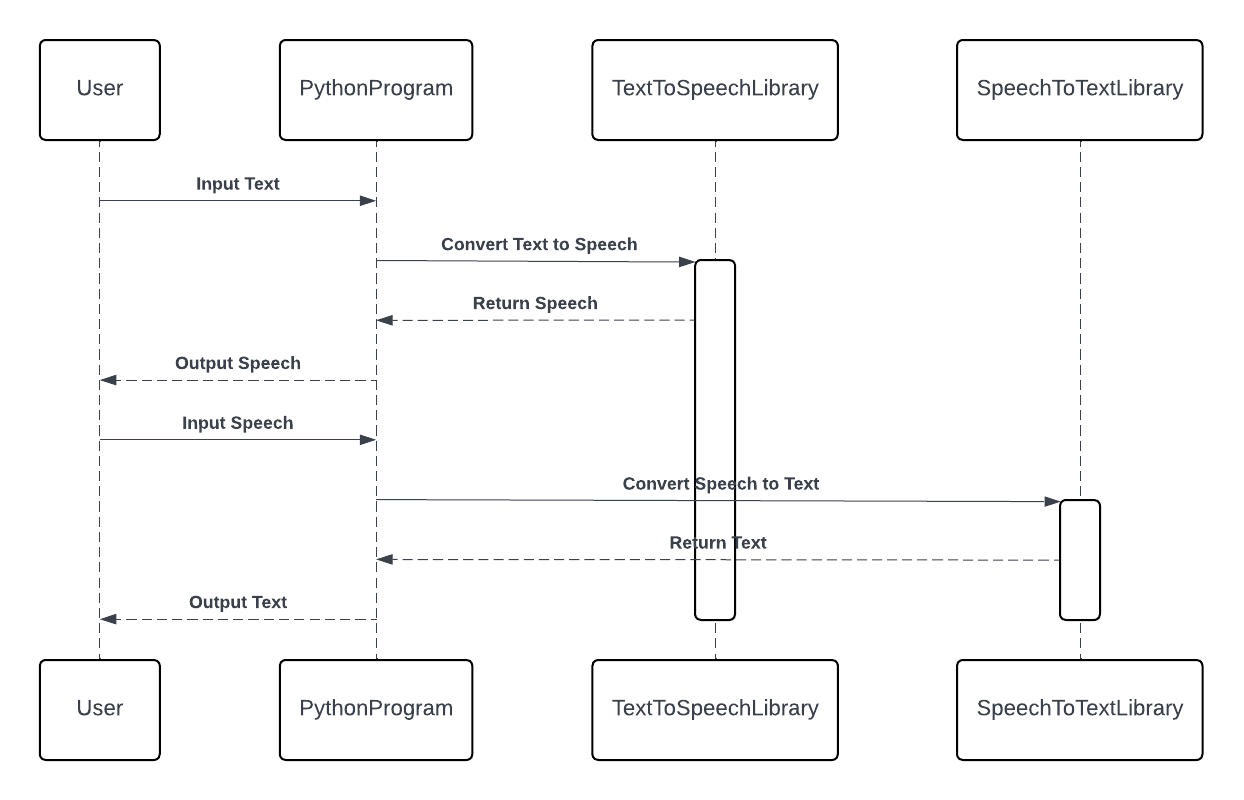 User
PythonProgram
TextToSpeechLibrary
SpeechToTextLibrary
Input Text
Convert Text to Speech
Return Speech
Output Speech
Input Speech
Convert Speech to Text
Return Text
Output Text
User
PythonProgram
TextToSpeechLibrary
SpeechToTextLibrary